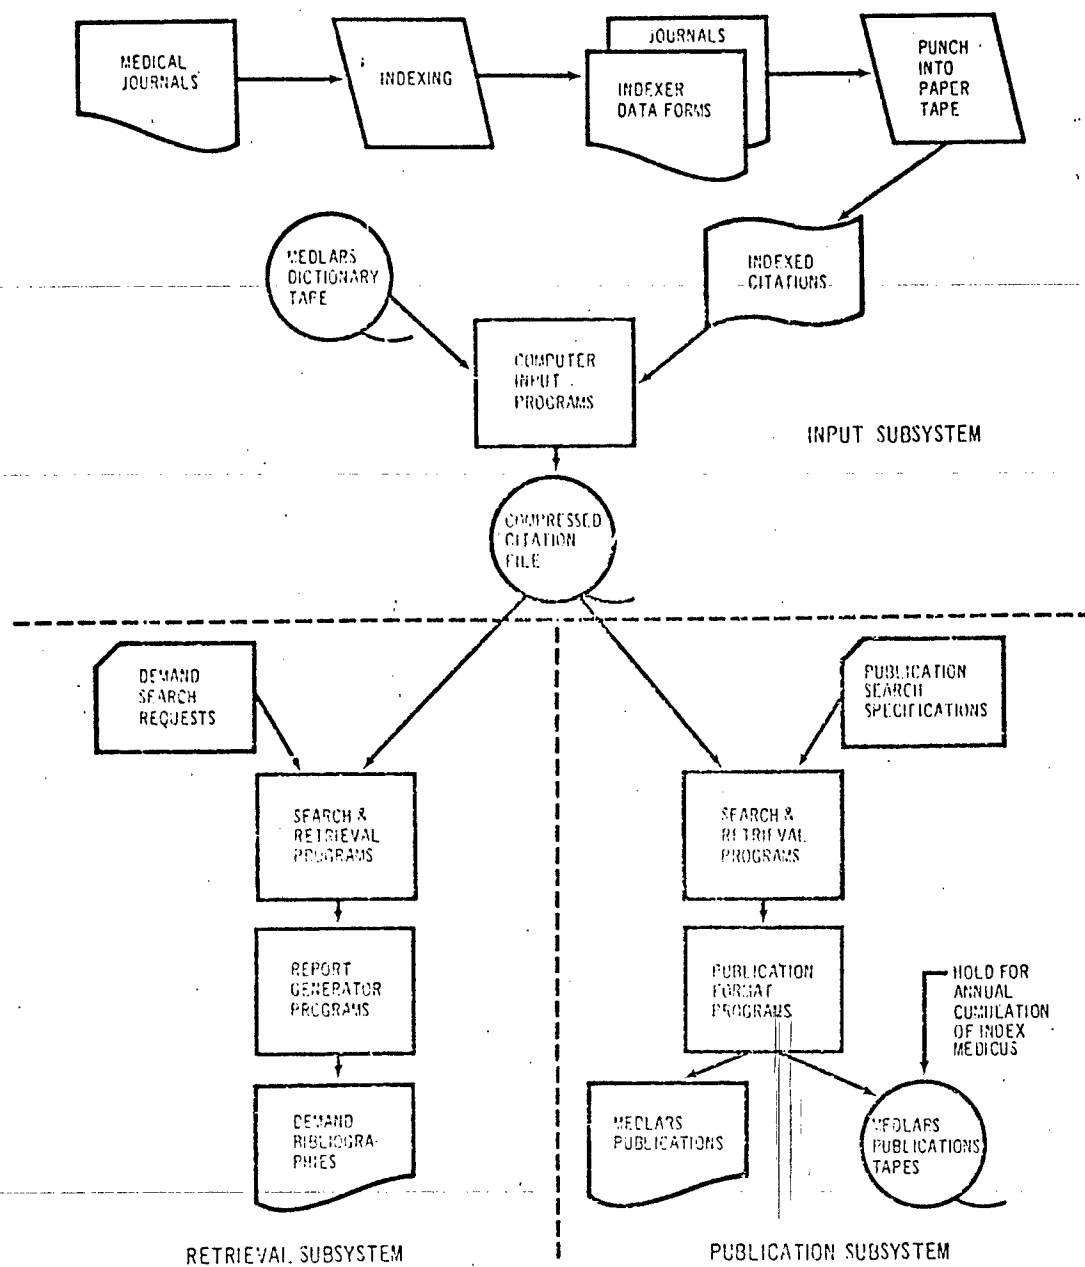 MEDICAL
JOURNALS
INDEXING
JOURNALS
INDEXER
DATA FORMS
PUNCH
INTO
PAPER
TAPE
MEDLARS
DICTIONARY
TAPE
INDEXED
CITATIONS
COMPUTER
INPUT
PROGRAMS
INPUT SUBSYSTEM
COMPRESSED
CITATION
FILE
DEMAND
SEARCH
REQUESTS
PUBLICATION
SEARCH
SPECIFICATIONS
SEARCH &
RETRIEVAL
PROGRAMS
SEARCH &
RETRIEVAL
PROGRAMS
REPORT
GENERATOR
PROGRAMS
PUBLICATION
FORMAT
PROGRAMS
HOLD FOR
ANNUAL
CUMULATION
OF INDEX
MEDICUS
DEMAND
BIBLIOGRA-
PHIES
MEDLARS
PUBLICATIONS
MEDLARS
PUBLICATIONS
TAPES
RETRIEVAL SUBSYSTEM
PUBLICATION SUBSYSTEM